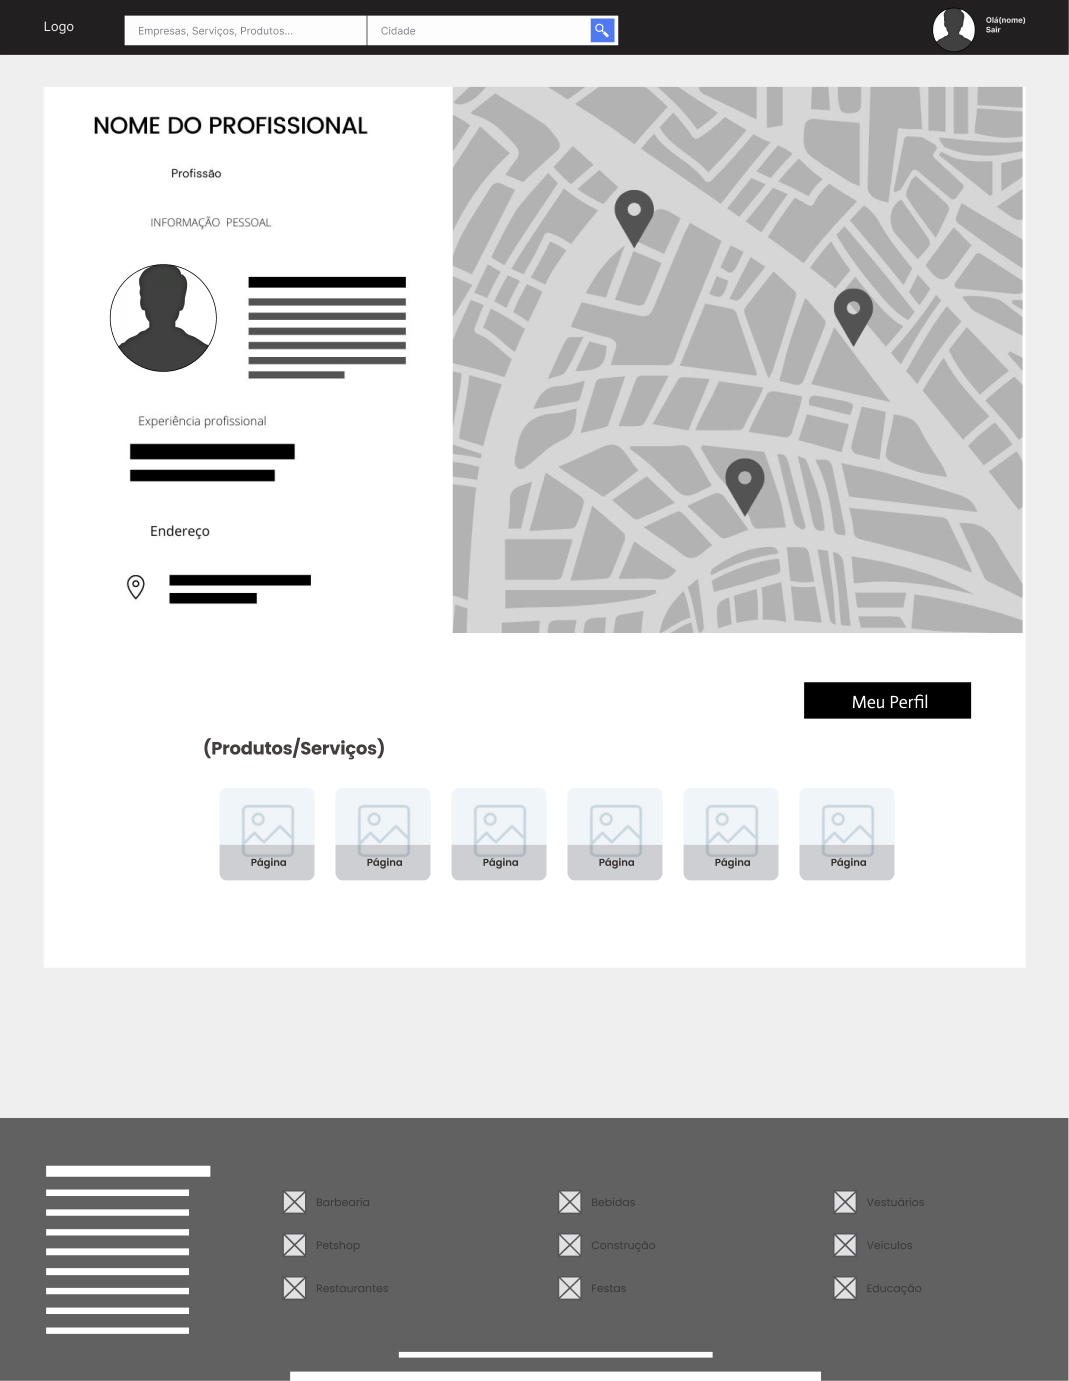 Logo
Empresas, Serviços, Produtos...
Cidade
Olá(nome)
Sair
NOME DO PROFISSIONAL
Profissão
INFORMAÇÃO PESSOAL
Experiência profissional
Endereço
Meu Perfil
(Produtos/Serviços)
Página Página Página Página Página Página
Barbearia Bebidas Vestuários
Petshop Construção Veículos
Restaurantes Festas Educação